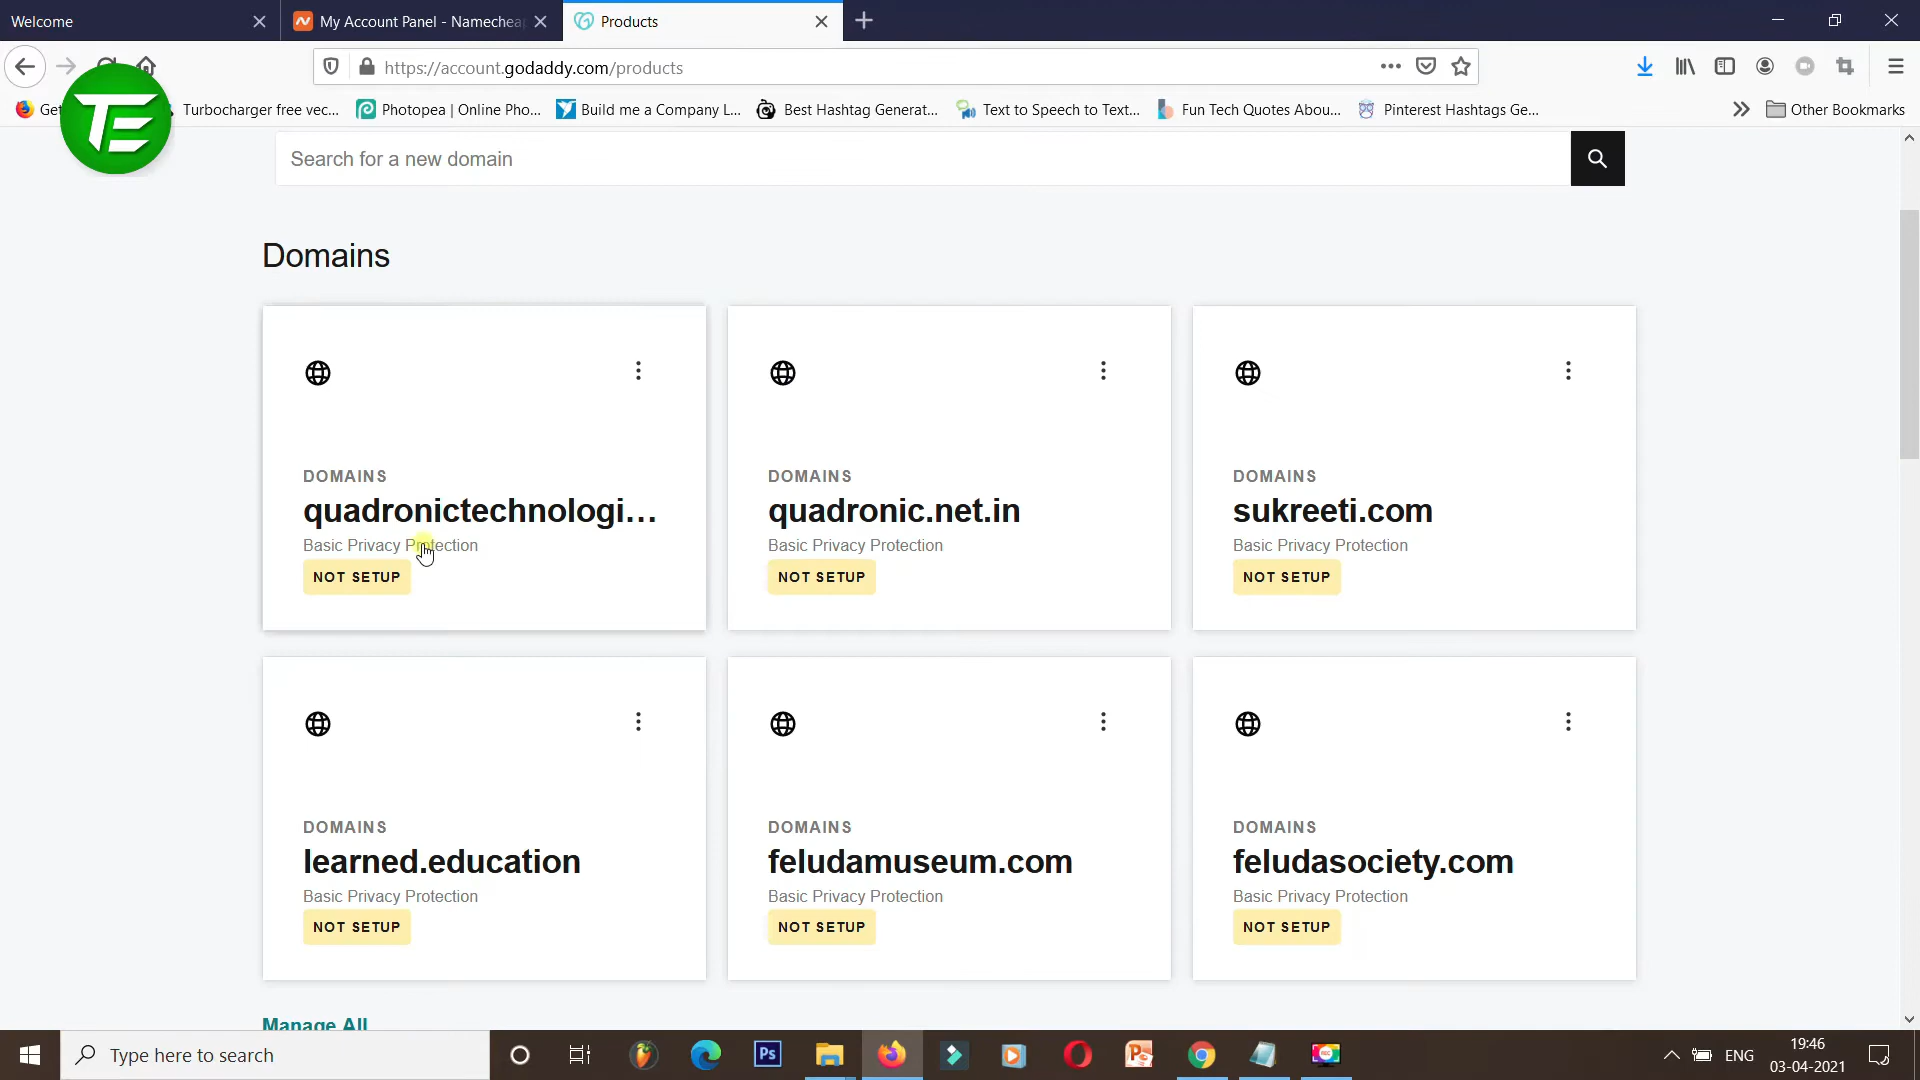 Welcome
My Account Panel - Namecheap
Products
https://account.godaddy.com/products
TE
Turbocharger free vec...
Photopea | Online Pho...
Build me a Company L...
Best Hashtag Generat...
Text to Speech to Text...
Fun Tech Quotes Abou...
Pinterest Hashtags Ge...
Other Bookmarks
Search for a new domain
Domains
DOMAINS
quadronictechnologi...
Basic Privacy Protection
NOT SETUP
DOMAINS
quadronic.net.in
Basic Privacy Protection
NOT SETUP
DOMAINS
sukreeti.com
Basic Privacy Protection
NOT SETUP
DOMAINS
learned.education
Basic Privacy Protection
NOT SETUP
DOMAINS
feludamuseum.com
Basic Privacy Protection
NOT SETUP
DOMAINS
feludasociety.com
Basic Privacy Protection
NOT SETUP
Manage All
Type here to search
Ps
ENG
19:46
03-04-2021